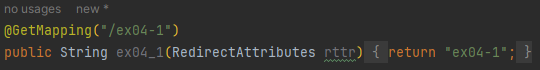 no usages   new *
@GetMapping("/ex04-1")
public String ex04_1(RedirectAttributes rttr) { return "ex04-1"; }